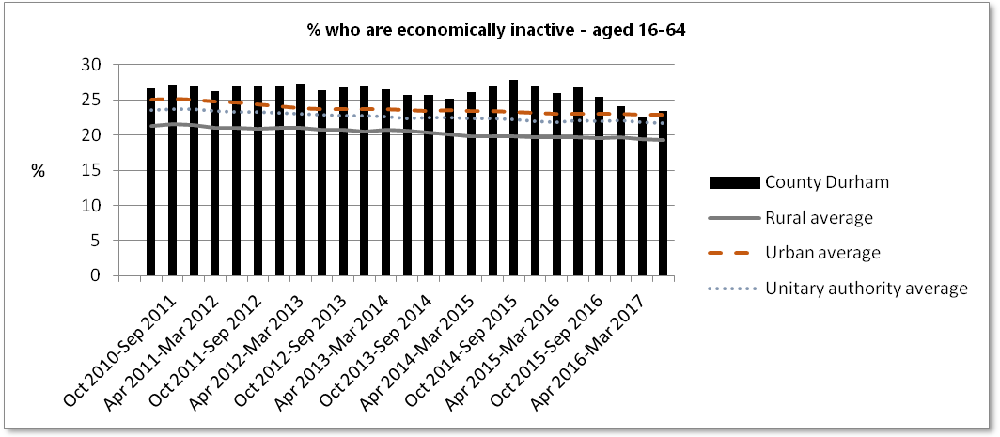 % who are economically inactive - aged 16-64
30
25
20
15
10
5
0
%
Oct 2010-Sep 2011
Apr 2011-Mar 2012
Oct 2011-Sep 2012
Apr 2012-Mar 2013
Oct 2012-Sep 2013
Apr 2013-Mar 2014
Oct 2013-Sep 2014
Apr 2014-Mar 2015
Oct 2014-Sep 2015
Apr 2015-Mar 2016
Oct 2015-Sep 2016
Apr 2016-Mar 2017
County Durham
Rural average
Urban average
Unitary authority average